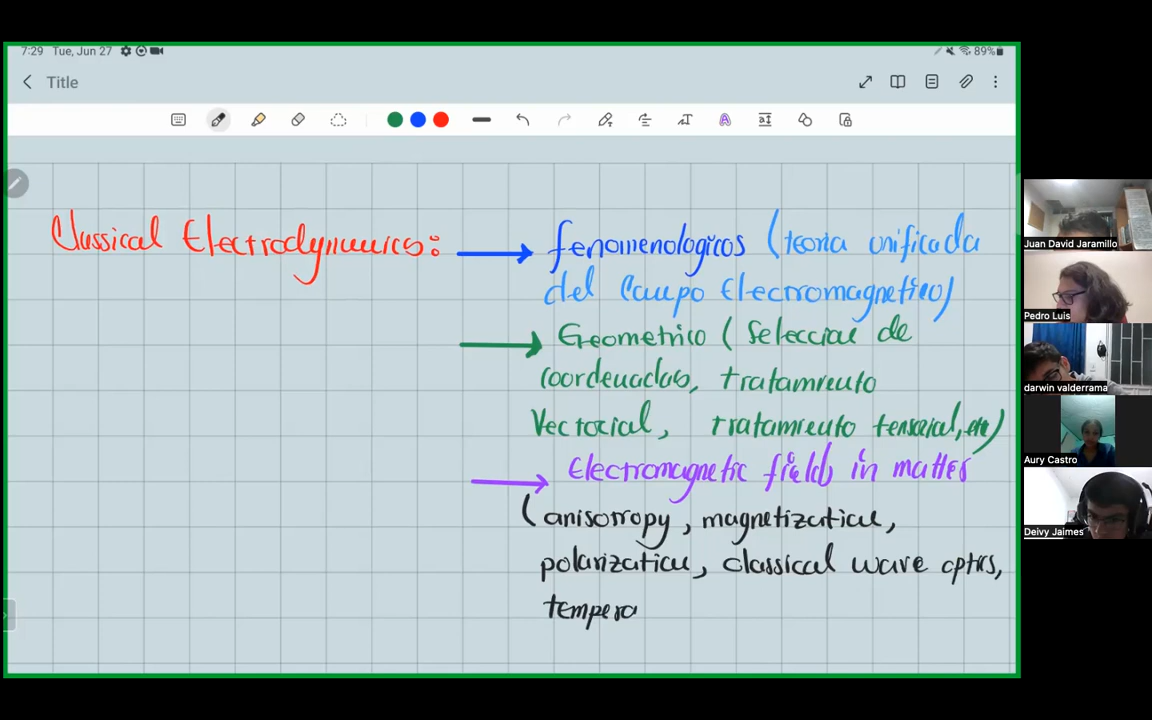 7:29 Tue, Jun 27 89%
Title
Classical Electrodynamics: fenomenologicos (teoria unificada
del Campo Electromagnetico)
Geometrico (Seleccion de
coordenadas, tratamiento
Vectorial, tratamiento tensorial, etc)
Electromagnetic fields in matter
(anisotropy, magnetization,
polarization, classical wave optics,
tempera
Juan David Jaramillo
Pedro Luis
darwin valderrama
Aury Castro
Deivy Jaimes